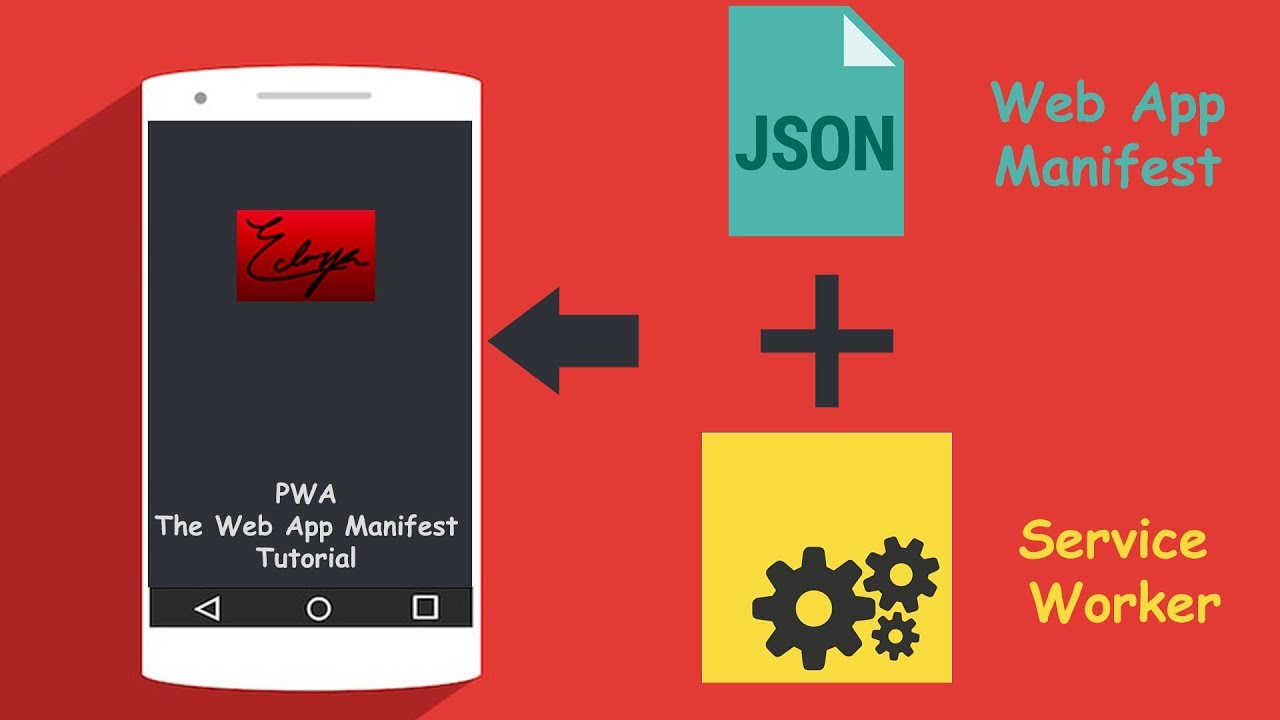 JSON
Web App
Manifest
PWA
The Web App Manifest
Tutorial
Service
Worker